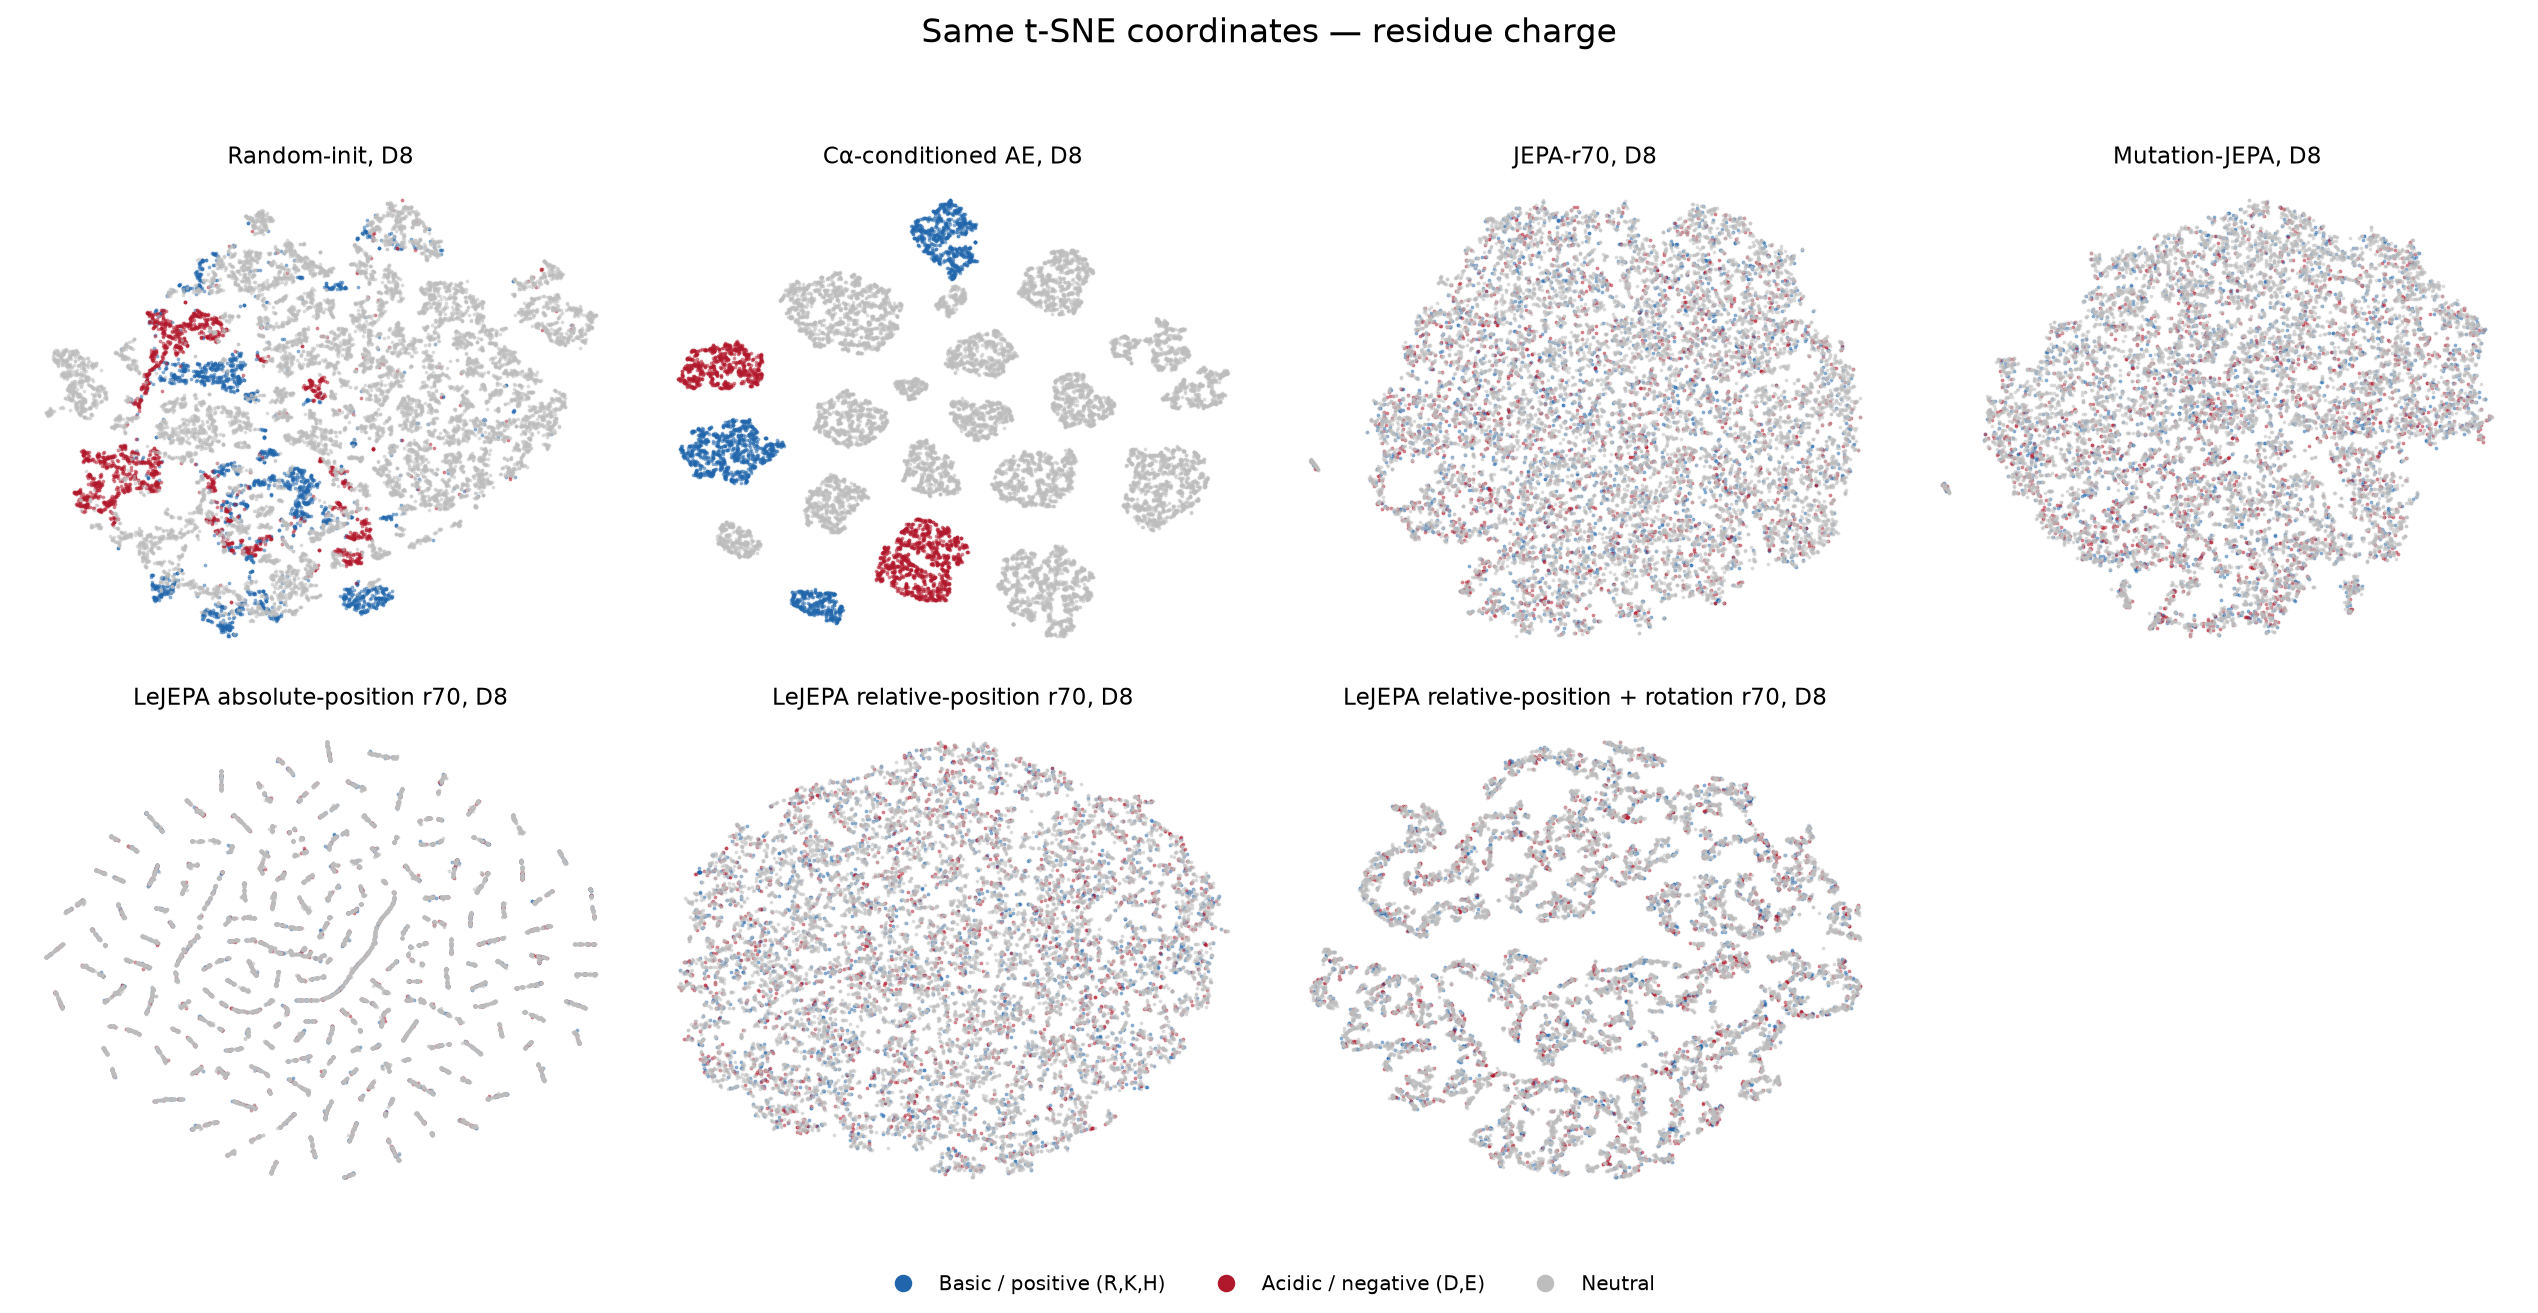 Same t-SNE coordinates — residue charge
Random-init, D8
Cα-conditioned AE, D8
JEPA-r70, D8
Mutation-JEPA, D8
LeJEPA absolute-position r70, D8
LeJEPA relative-position r70, D8
LeJEPA relative-position + rotation r70, D8
Basic / positive (R,K,H)
Acidic / negative (D,E)
Neutral